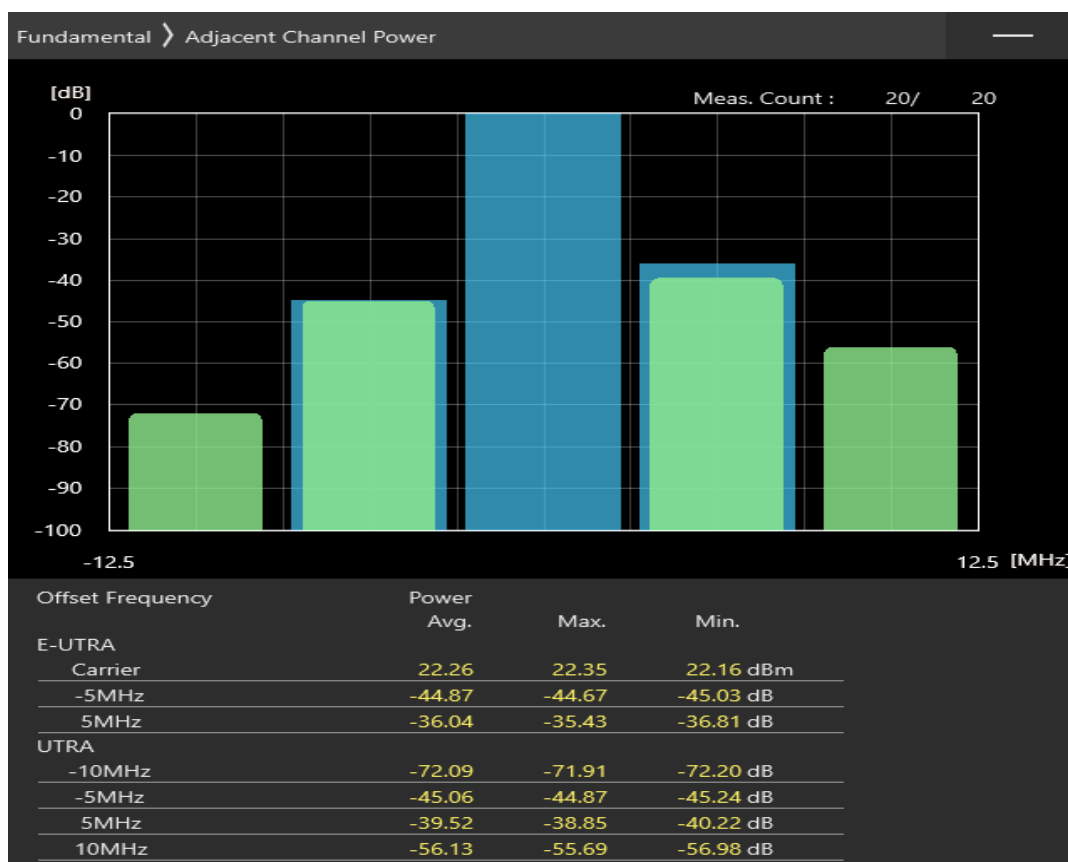 Fundamental ❯ Adjacent Channel Power
[dB]
Meas. Count : 20/ 20
0
-10
-20
-30
-40
-50
-60
-70
-80
-90
-100
-12.5 12.5 [MHz]
Offset Frequency Power
Avg. Max. Min.
E-UTRA
Carrier 22.26 22.35 22.16 dBm
-5MHz -44.87 -44.67 -45.03 dB
5MHz -36.04 -35.43 -36.81 dB
UTRA
-10MHz -72.09 -71.91 -72.20 dB
-5MHz -45.06 -44.87 -45.24 dB
5MHz -39.52 -38.85 -40.22 dB
10MHz -56.13 -55.69 -56.98 dB